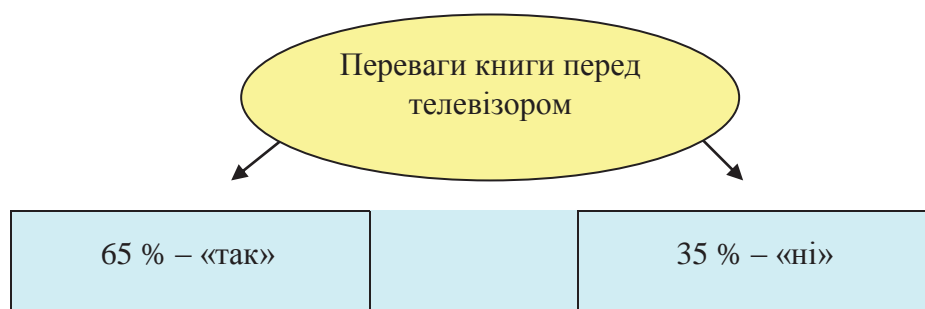 Переваги книги перед
телевізором
65 % – «так»
35 % – «ні»